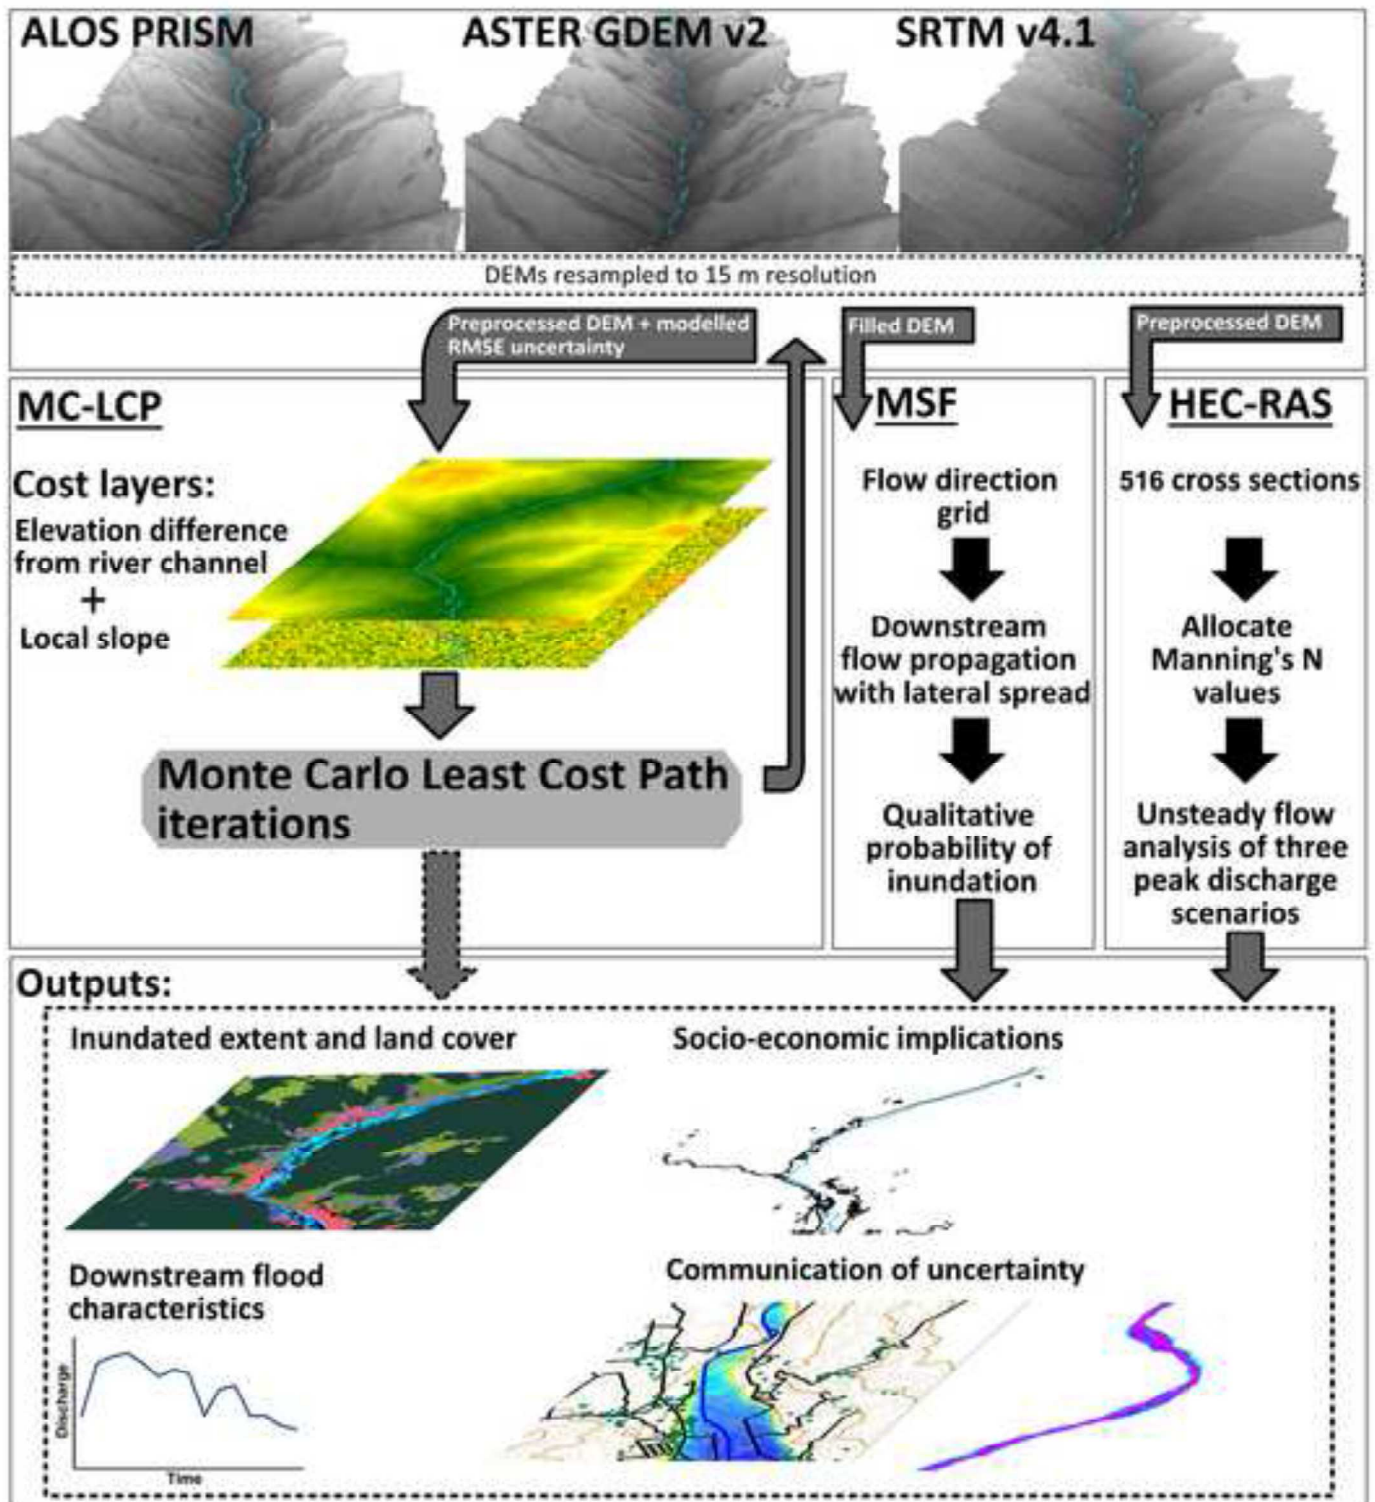 ALOS PRISM
ASTER GDEM v2
SRTM v4.1
DEMs resampled to 15 m resolution
Preprocessed DEM + modelled
RMSE uncertainty
Filled DEM
Preprocessed DEM
MC-LCP
Cost layers:
Elevation difference
from river channel
+
Local slope
Monte Carlo Least Cost Path
iterations
MSF
Flow direction
grid
Downstream
flow propagation
with lateral spread
Qualitative
probability of
inundation
HEC-RAS
516 cross sections
Allocate
Manning's N
values
Unsteady flow
analysis of three
peak discharge
scenarios
Outputs:
Inundated extent and land cover
Socio-economic implications
Downstream flood
characteristics
Discharge
Time
Communication of uncertainty